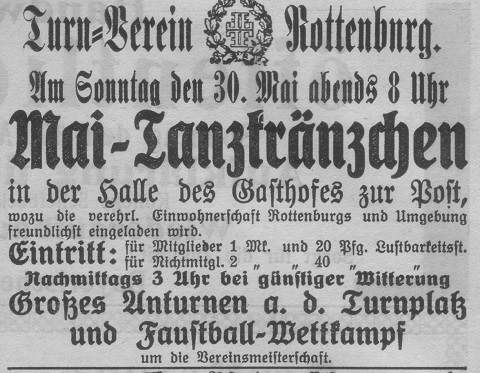 Turn-Verein Rottenburg.
Am Sonntag den 30. Mai abends 8 Uhr
Mai-Tanzkränzchen
in der Halle des Gasthofes zur Post,
wozu die verehrl. Einwohnerschaft Rottenburgs und Umgebung
freundlichst eingeladen wird.
Eintritt: für Mitglieder 1 Mk. und 20 Pfg. Lustbarkeitsst.
für Nichtmitgl. 2 „ „ 40 „ „
Nachmittags 3 Uhr bei günstiger Witterung
Großes Anturnen a. d. Turnplatz
und Faustball-Wettkampf
um die Vereinsmeisterschaft.